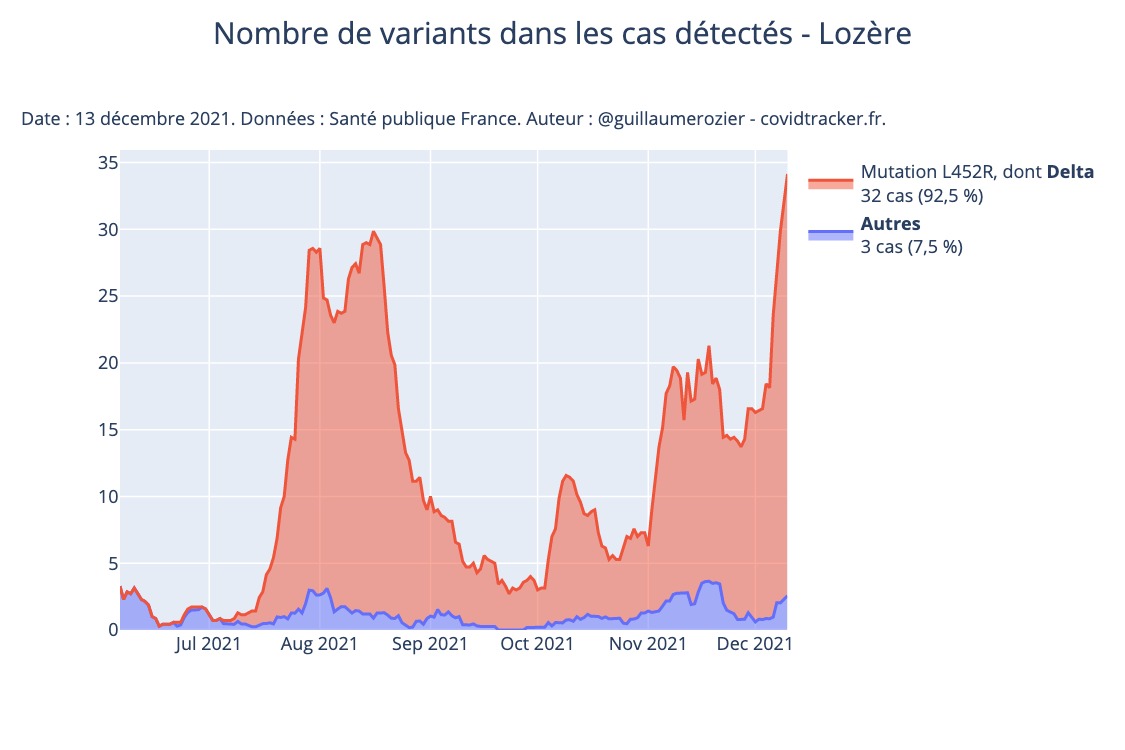 Nombre de variants dans les cas détectés - Lozère
Date : 13 décembre 2021. Données : Santé publique France. Auteur : @guillaumerozier - covidtracker.fr.
35
30
25
20
15
10
5
0
Jul 2021
Aug 2021
Sep 2021
Oct 2021
Nov 2021
Dec 2021
Mutation L452R, dont Delta
32 cas (92,5 %)
Autres
3 cas (7,5 %)